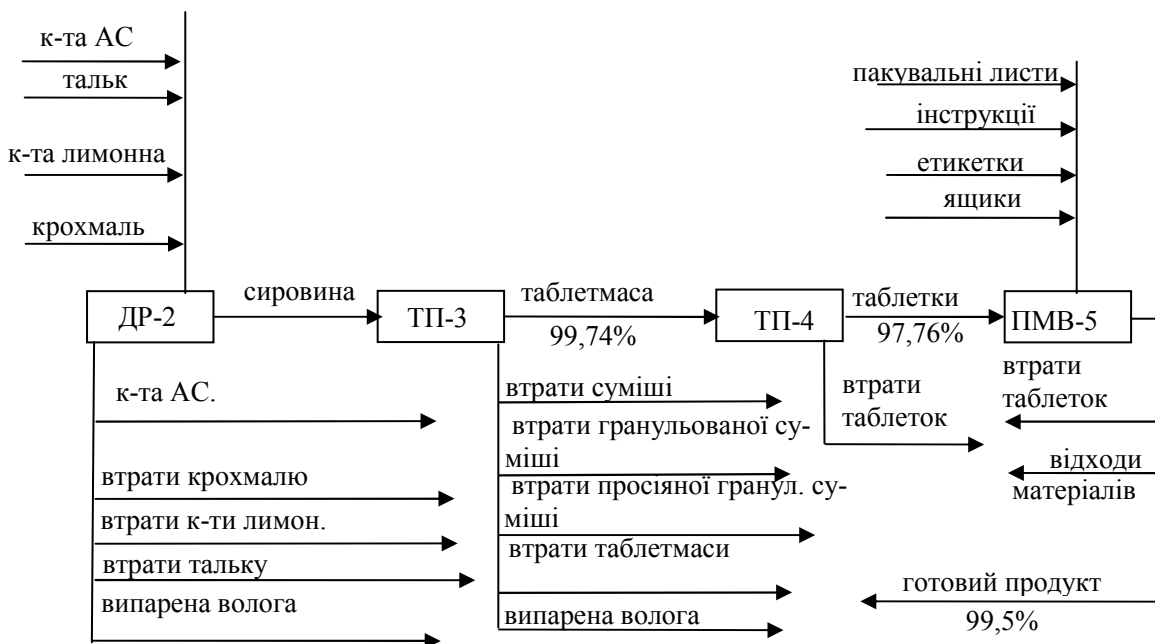 к-та АС
тальк
к-та лимонна
крохмаль
пакувальні листи
інструкції
етикетки
ящики
ДР-2
сировина
ТП-3
таблетмаса
99,74%
ТП-4
таблетки
97,76%
ПМВ-5
к-та АС.
втрати крохмалю
втрати к-ти лимон.
втрати тальку
випарена волога
втрати суміші
втрати гранульованої су-
міші
втрати просіяної гранул. су-
міші
втрати таблетмаси
випарена волога
втрати
таблеток
втрати
таблеток
відходи
матеріалів
готовий продукт
99,5%